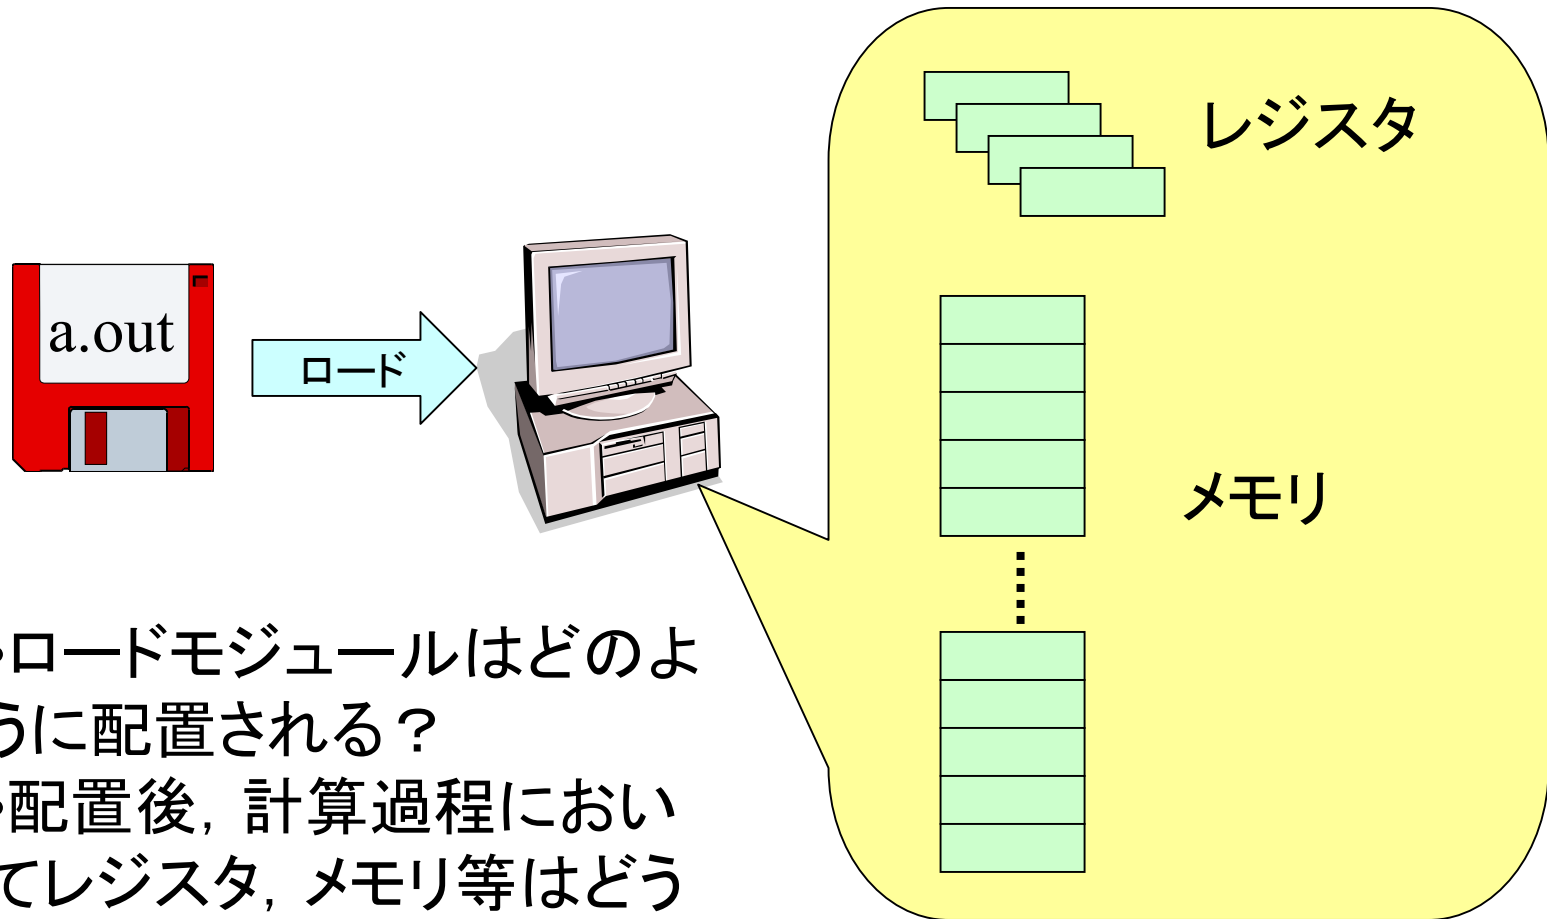 レジスタ
a.out
ロード
メモリ
・ロードモジュールはどのよ
うに配置される？
・配置後，計算過程におい
てレジスタ，メモリ等はどう